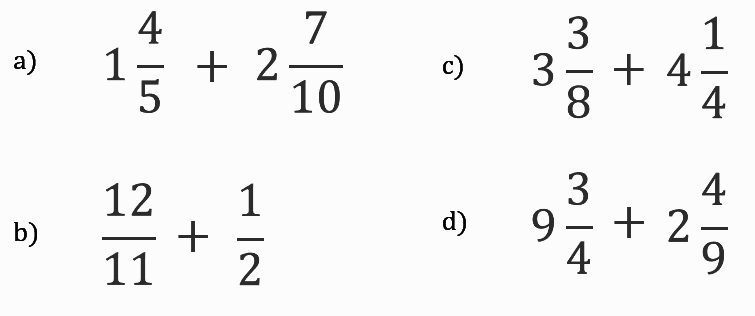 a) 1 4/5 + 2 7/10
b) 12/11 + 1/2
c) 3 3/8 + 4 1/4
d) 9 3/4 + 2 4/9